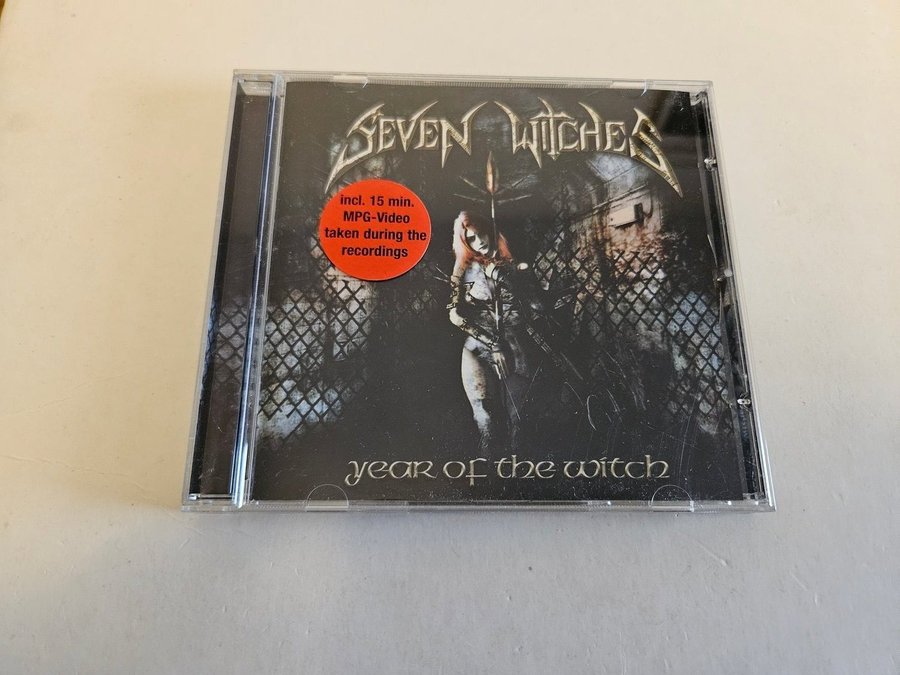 SEVEN WITCHES
incl. 15 min.
MPG-Video
taken during the
recordings
year of the witch